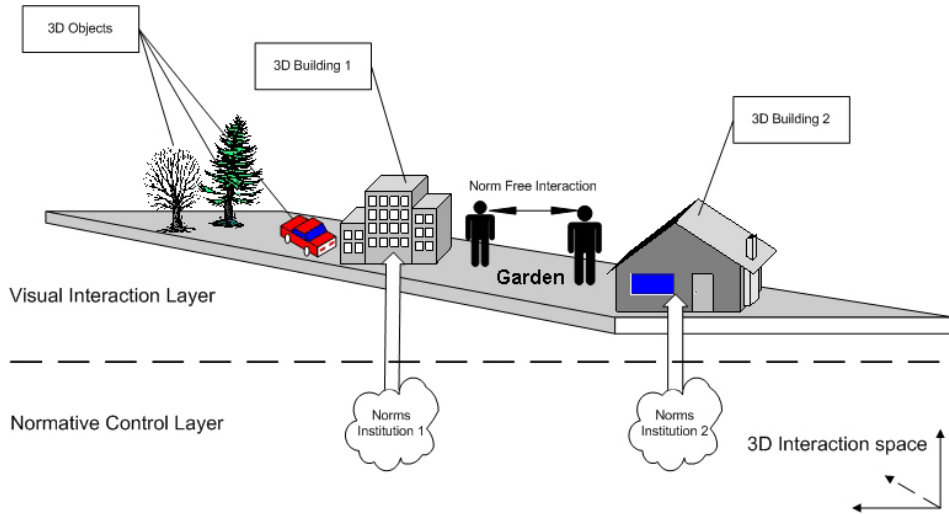 3D Objects
3D Building 1
3D Building 2
Norm Free Interaction
Garden
Visual Interaction Layer
Normative Control Layer
Norms
Institution 1
Norms
Institution 2
3D Interaction space